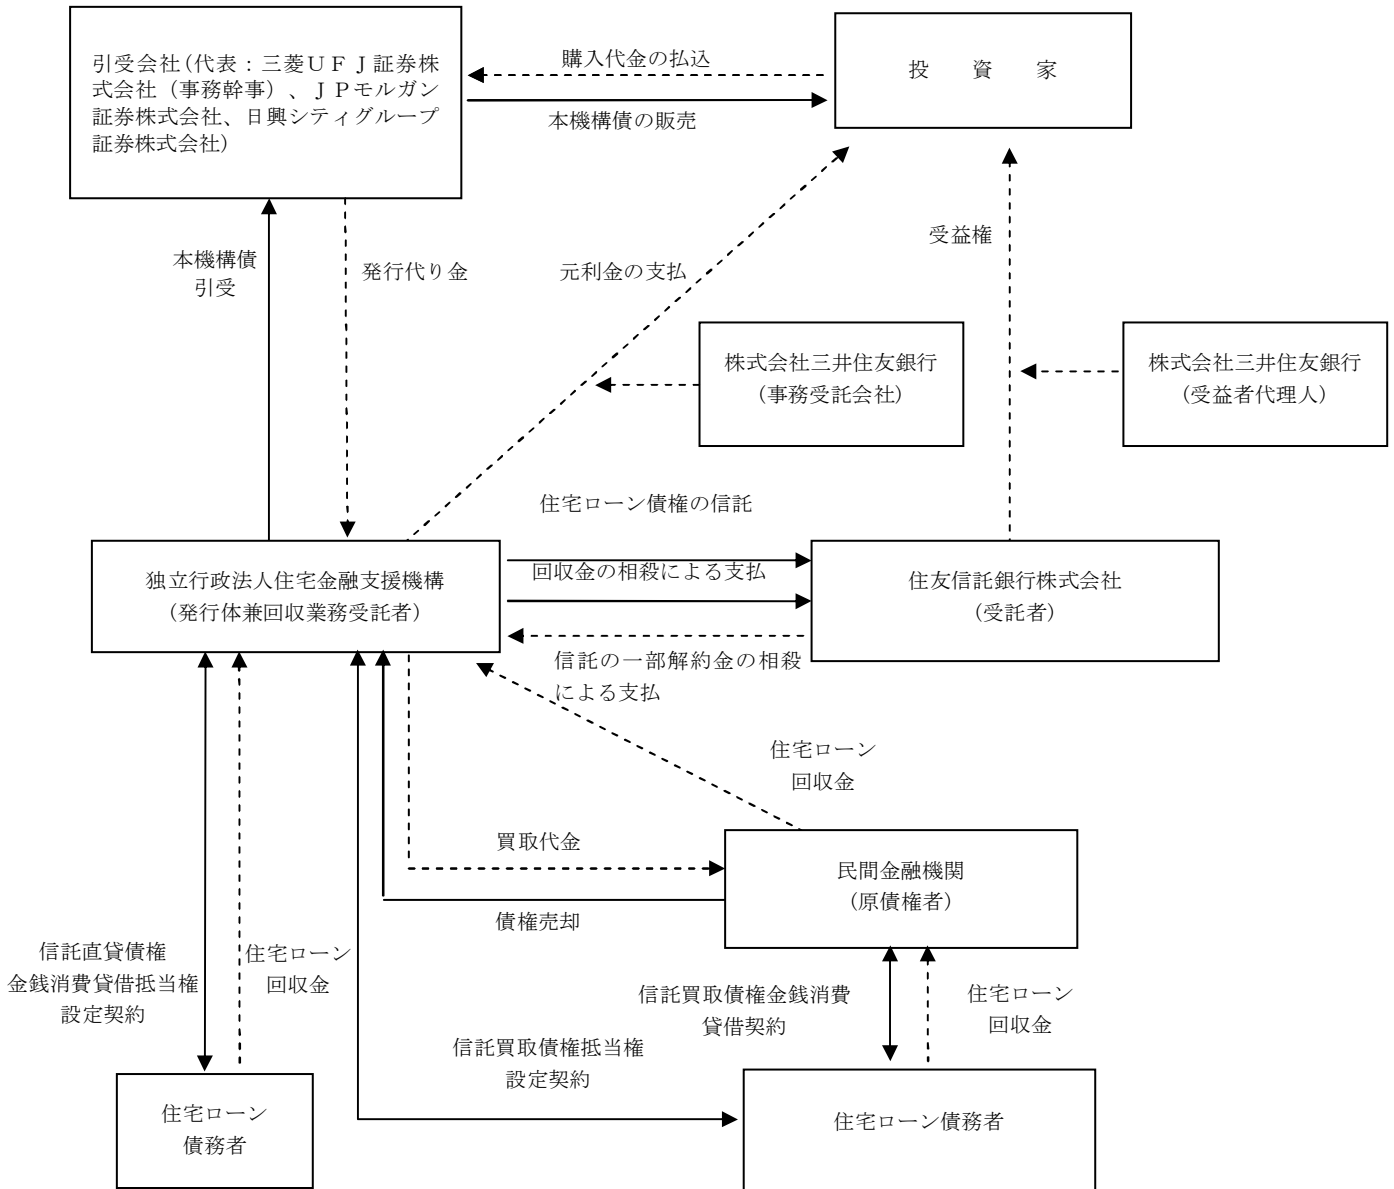 引受会社(代表：三菱ＵＦＪ証券株
式会社（事務幹事）、ＪＰモルガン
証券株式会社、日興シティグループ
証券株式会社)
購入代金の払込
本機構債の販売
投　資　家
本機構債
引受
発行代り金
元利金の支払
受益権
株式会社三井住友銀行
（事務受託会社）
株式会社三井住友銀行
（受益者代理人）
住宅ローン債権の信託
独立行政法人住宅金融支援機構
（発行体兼回収業務受託者）
回収金の相殺による支払
住友信託銀行株式会社
（受託者）
信託の一部解約金の相殺
による支払
住宅ローン
回収金
買取代金
民間金融機関
（原債権者）
債権売却
信託直貸債権
金銭消費貸借抵当権
設定契約
住宅ローン
回収金
信託買取債権金銭消費
貸借契約
住宅ローン
回収金
信託買取債権抵当権
設定契約
住宅ローン
債務者
住宅ローン債務者